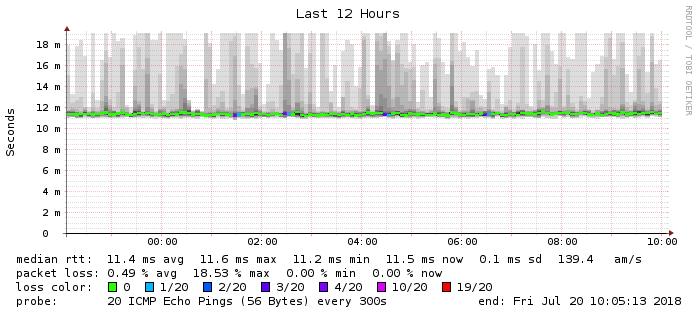 Last 12 Hours
RRDTOOL / TOBI OETIKER
Seconds
18 m
16 m
14 m
12 m
10 m
8 m
6 m
4 m
2 m
0
00:00 02:00 04:00 06:00 08:00 10:00
median rtt: 11.4 ms avg 11.6 ms max 11.2 ms min 11.5 ms now 0.1 ms sd 139.4 am/s
packet loss: 0.49 % avg 18.53 % max 0.00 % min 0.00 % now
loss color: 0 1/20 2/20 3/20 4/20 10/20 19/20
probe: 20 ICMP Echo Pings (56 Bytes) every 300s end: Fri Jul 20 10:05:13 2018